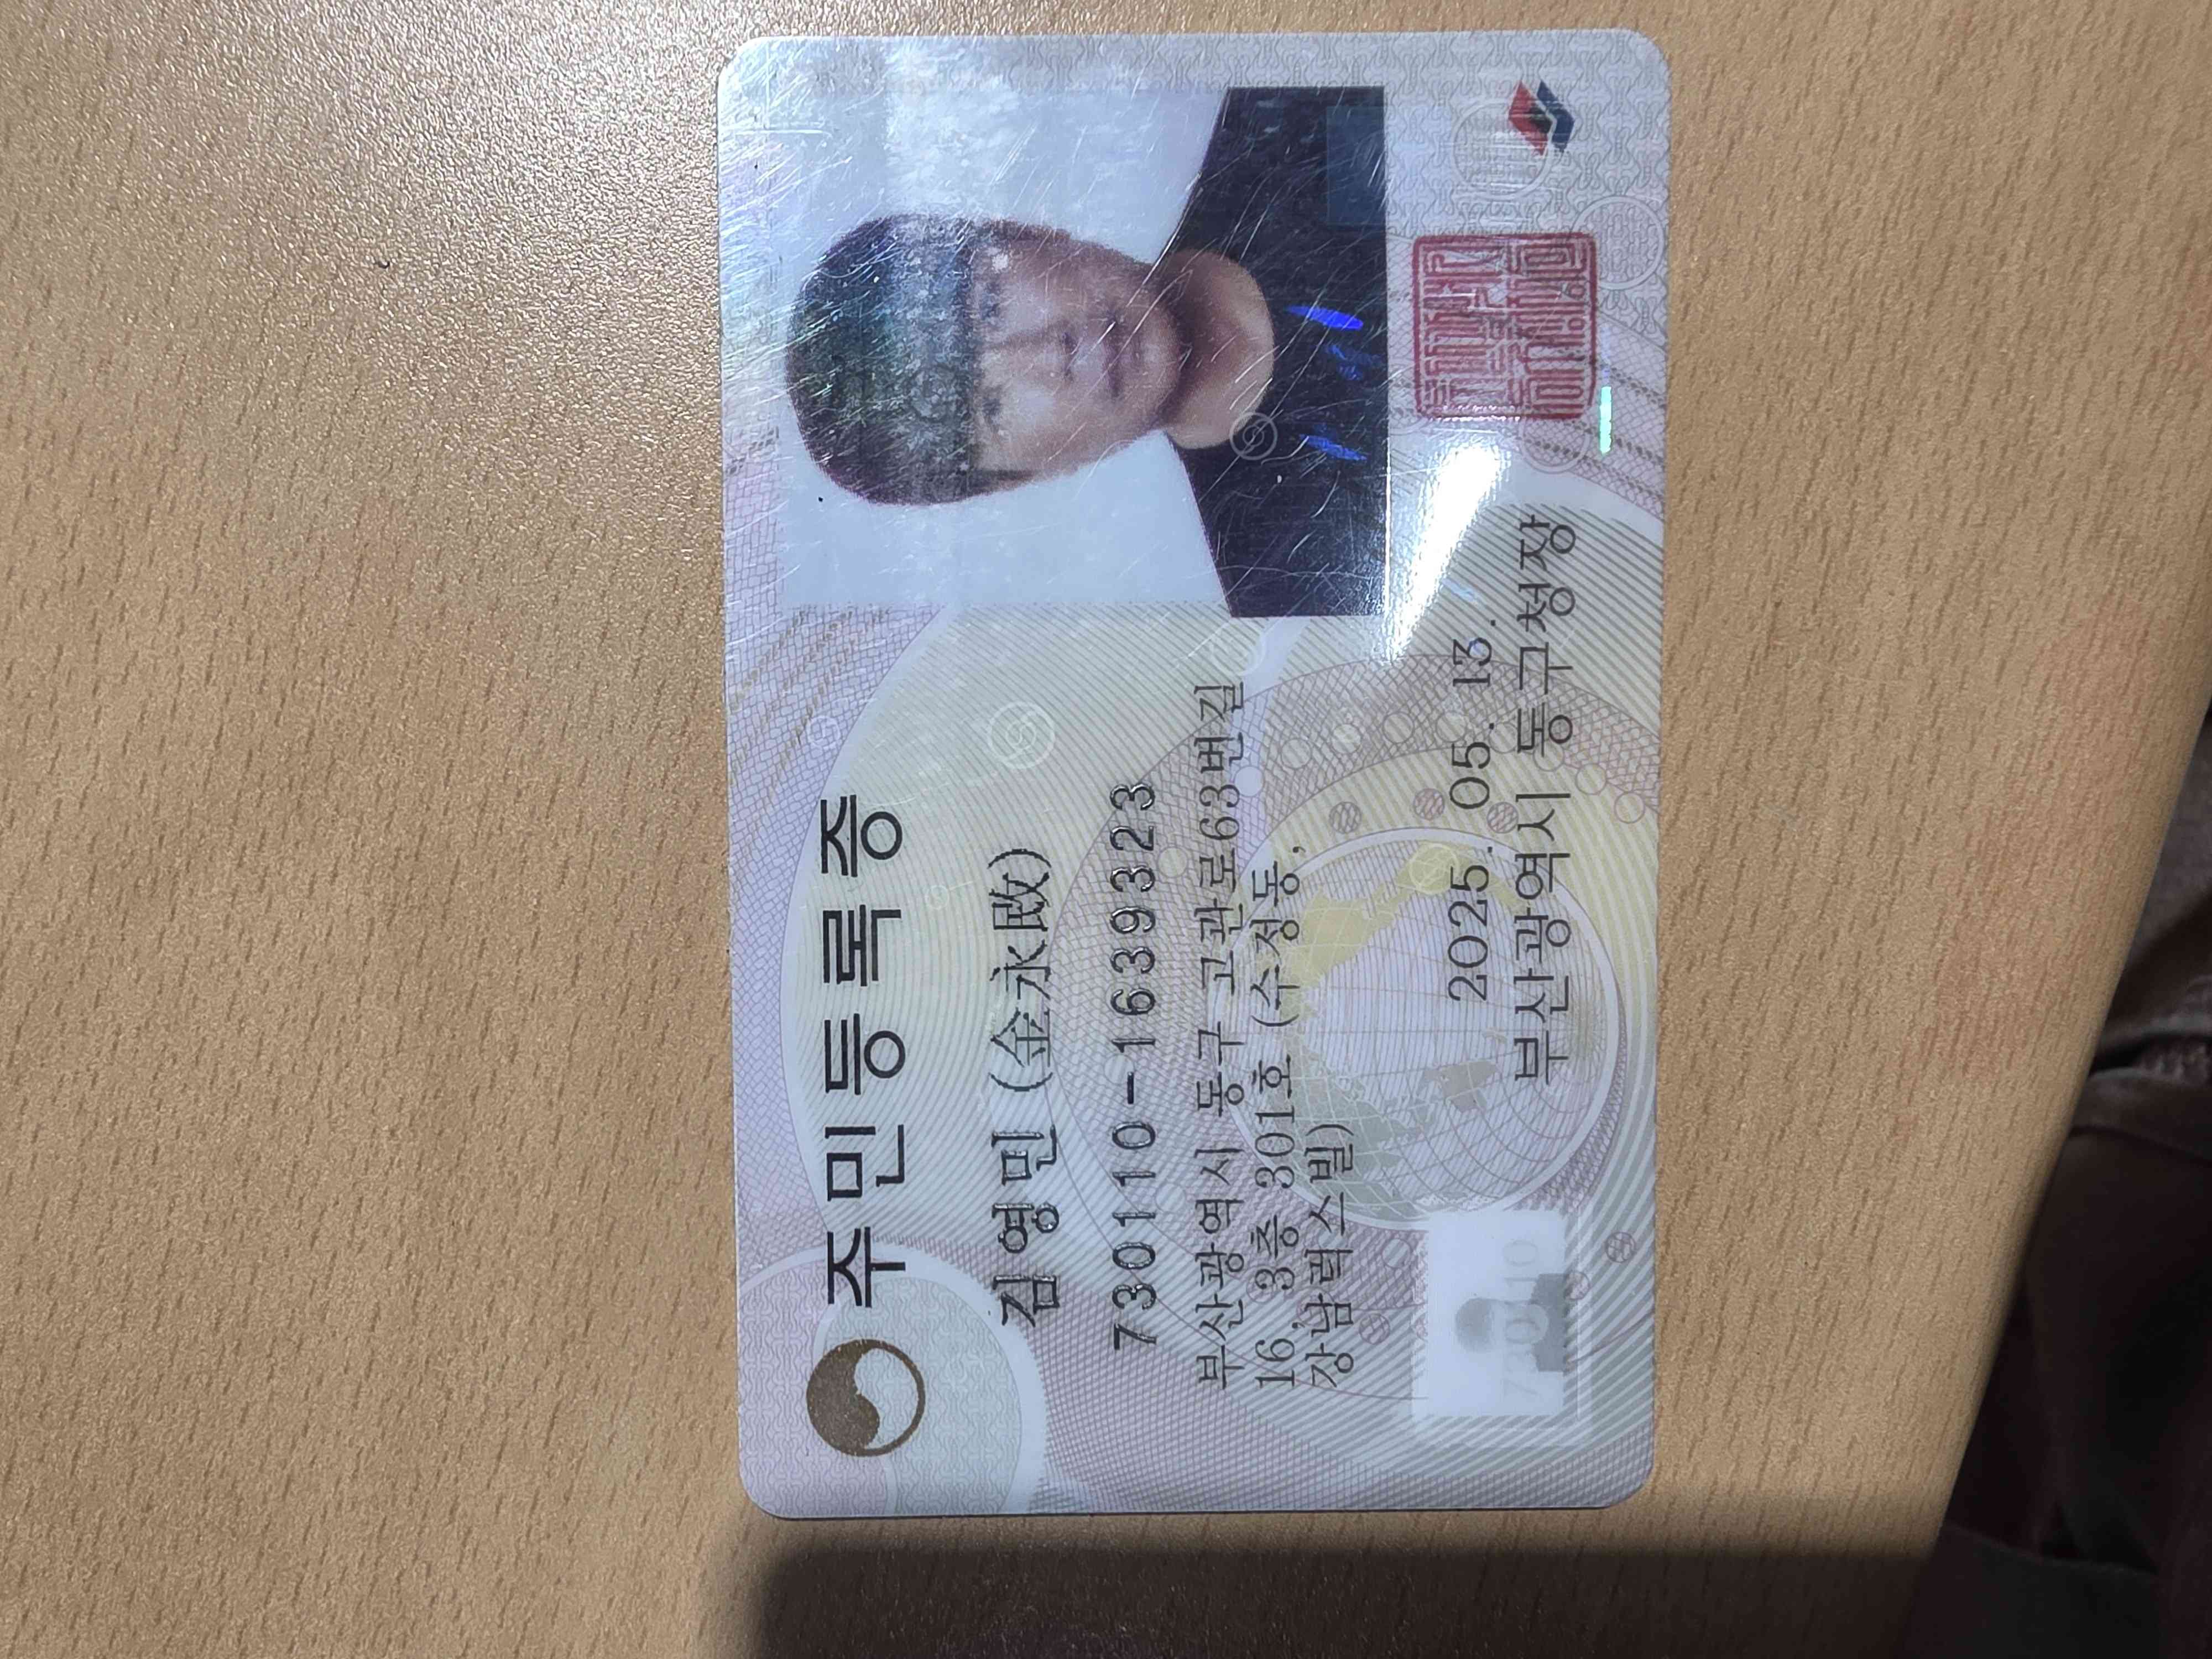 주민등록증
김영민 (金永敃)
730110-1639323
부산광역시 동구 고관로63번길
16, 3층 301호 (수정동,
강남럭스빌)
2025. 05. 13.
부산광역시 동구청장
730110